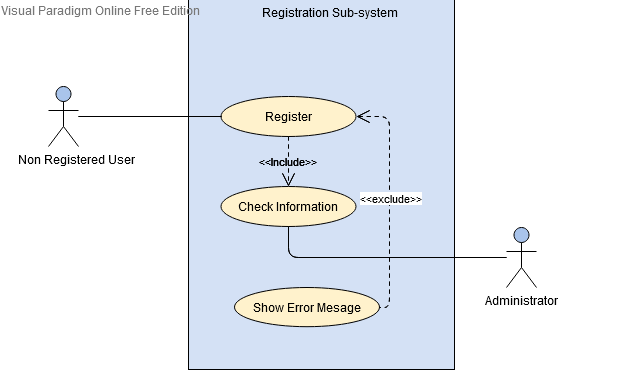 Visual Paradigm Online Free Edition
Registration Sub-system
Register
Non Registered User
<<Include>>
<<exclude>>
Check Information
Administrator
Show Error Mesage